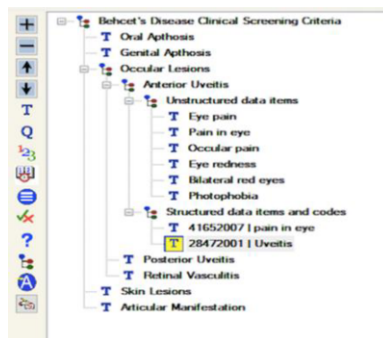 Behcet's Disease Clinical Screening Criteria
T Oral Apthosis
T Genital Apthosis
Occular Lesions
Anterior Uveitis
Unstructured data items
T Eye pain
T Pain in eye
T Occular pain
T Eye redness
T Bilateral red eyes
T Photophobia
Structured data items and codes
T 41652007 | pain in eye
T 28472001 | Uveitis
T Posterior Uveitis
T Retinal Vasculitis
T Skin Lesions
T Articular Manifestation
T
Q
123
?
A